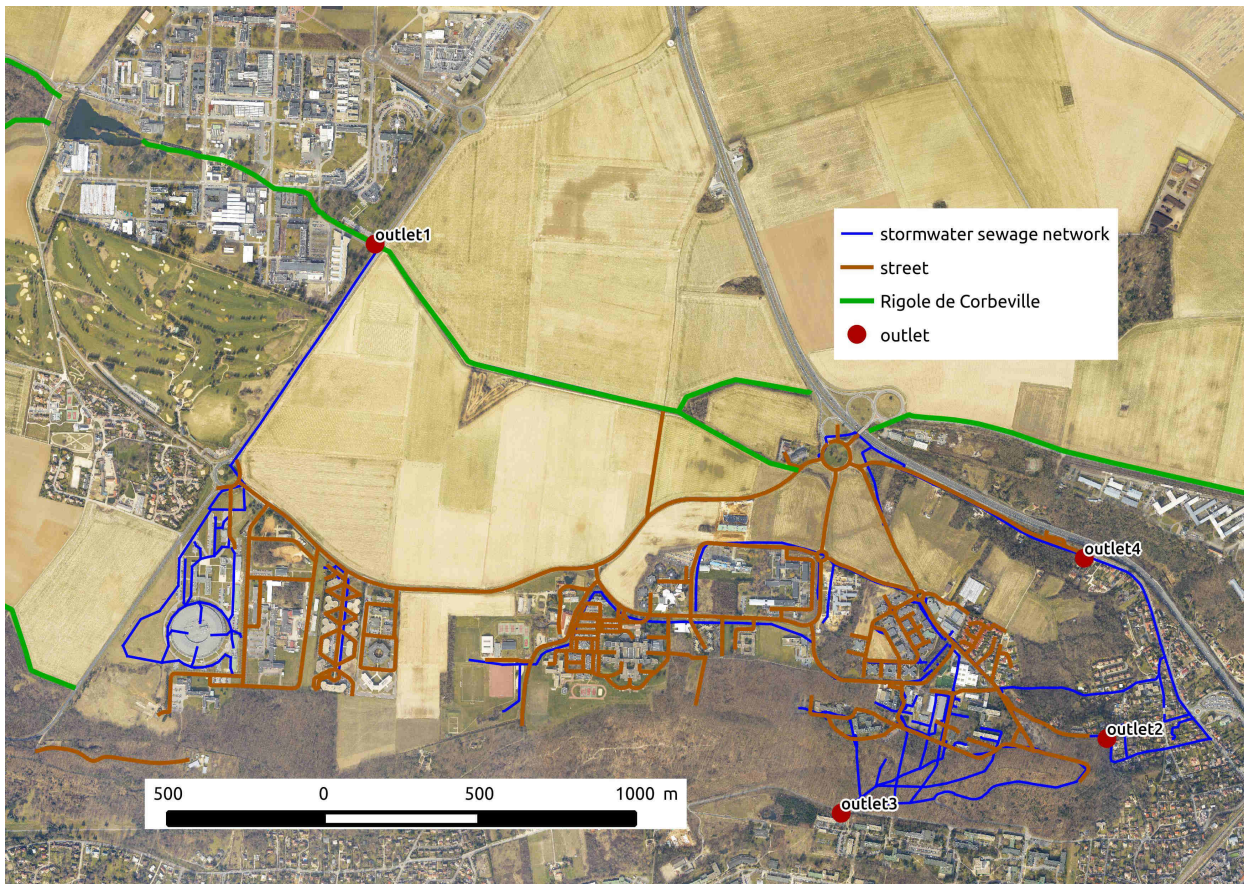 outlet1
stormwater sewage network
street
Rigole de Corbeville
outlet
outlet4
outlet2
outlet3
500 0 500 1000 m